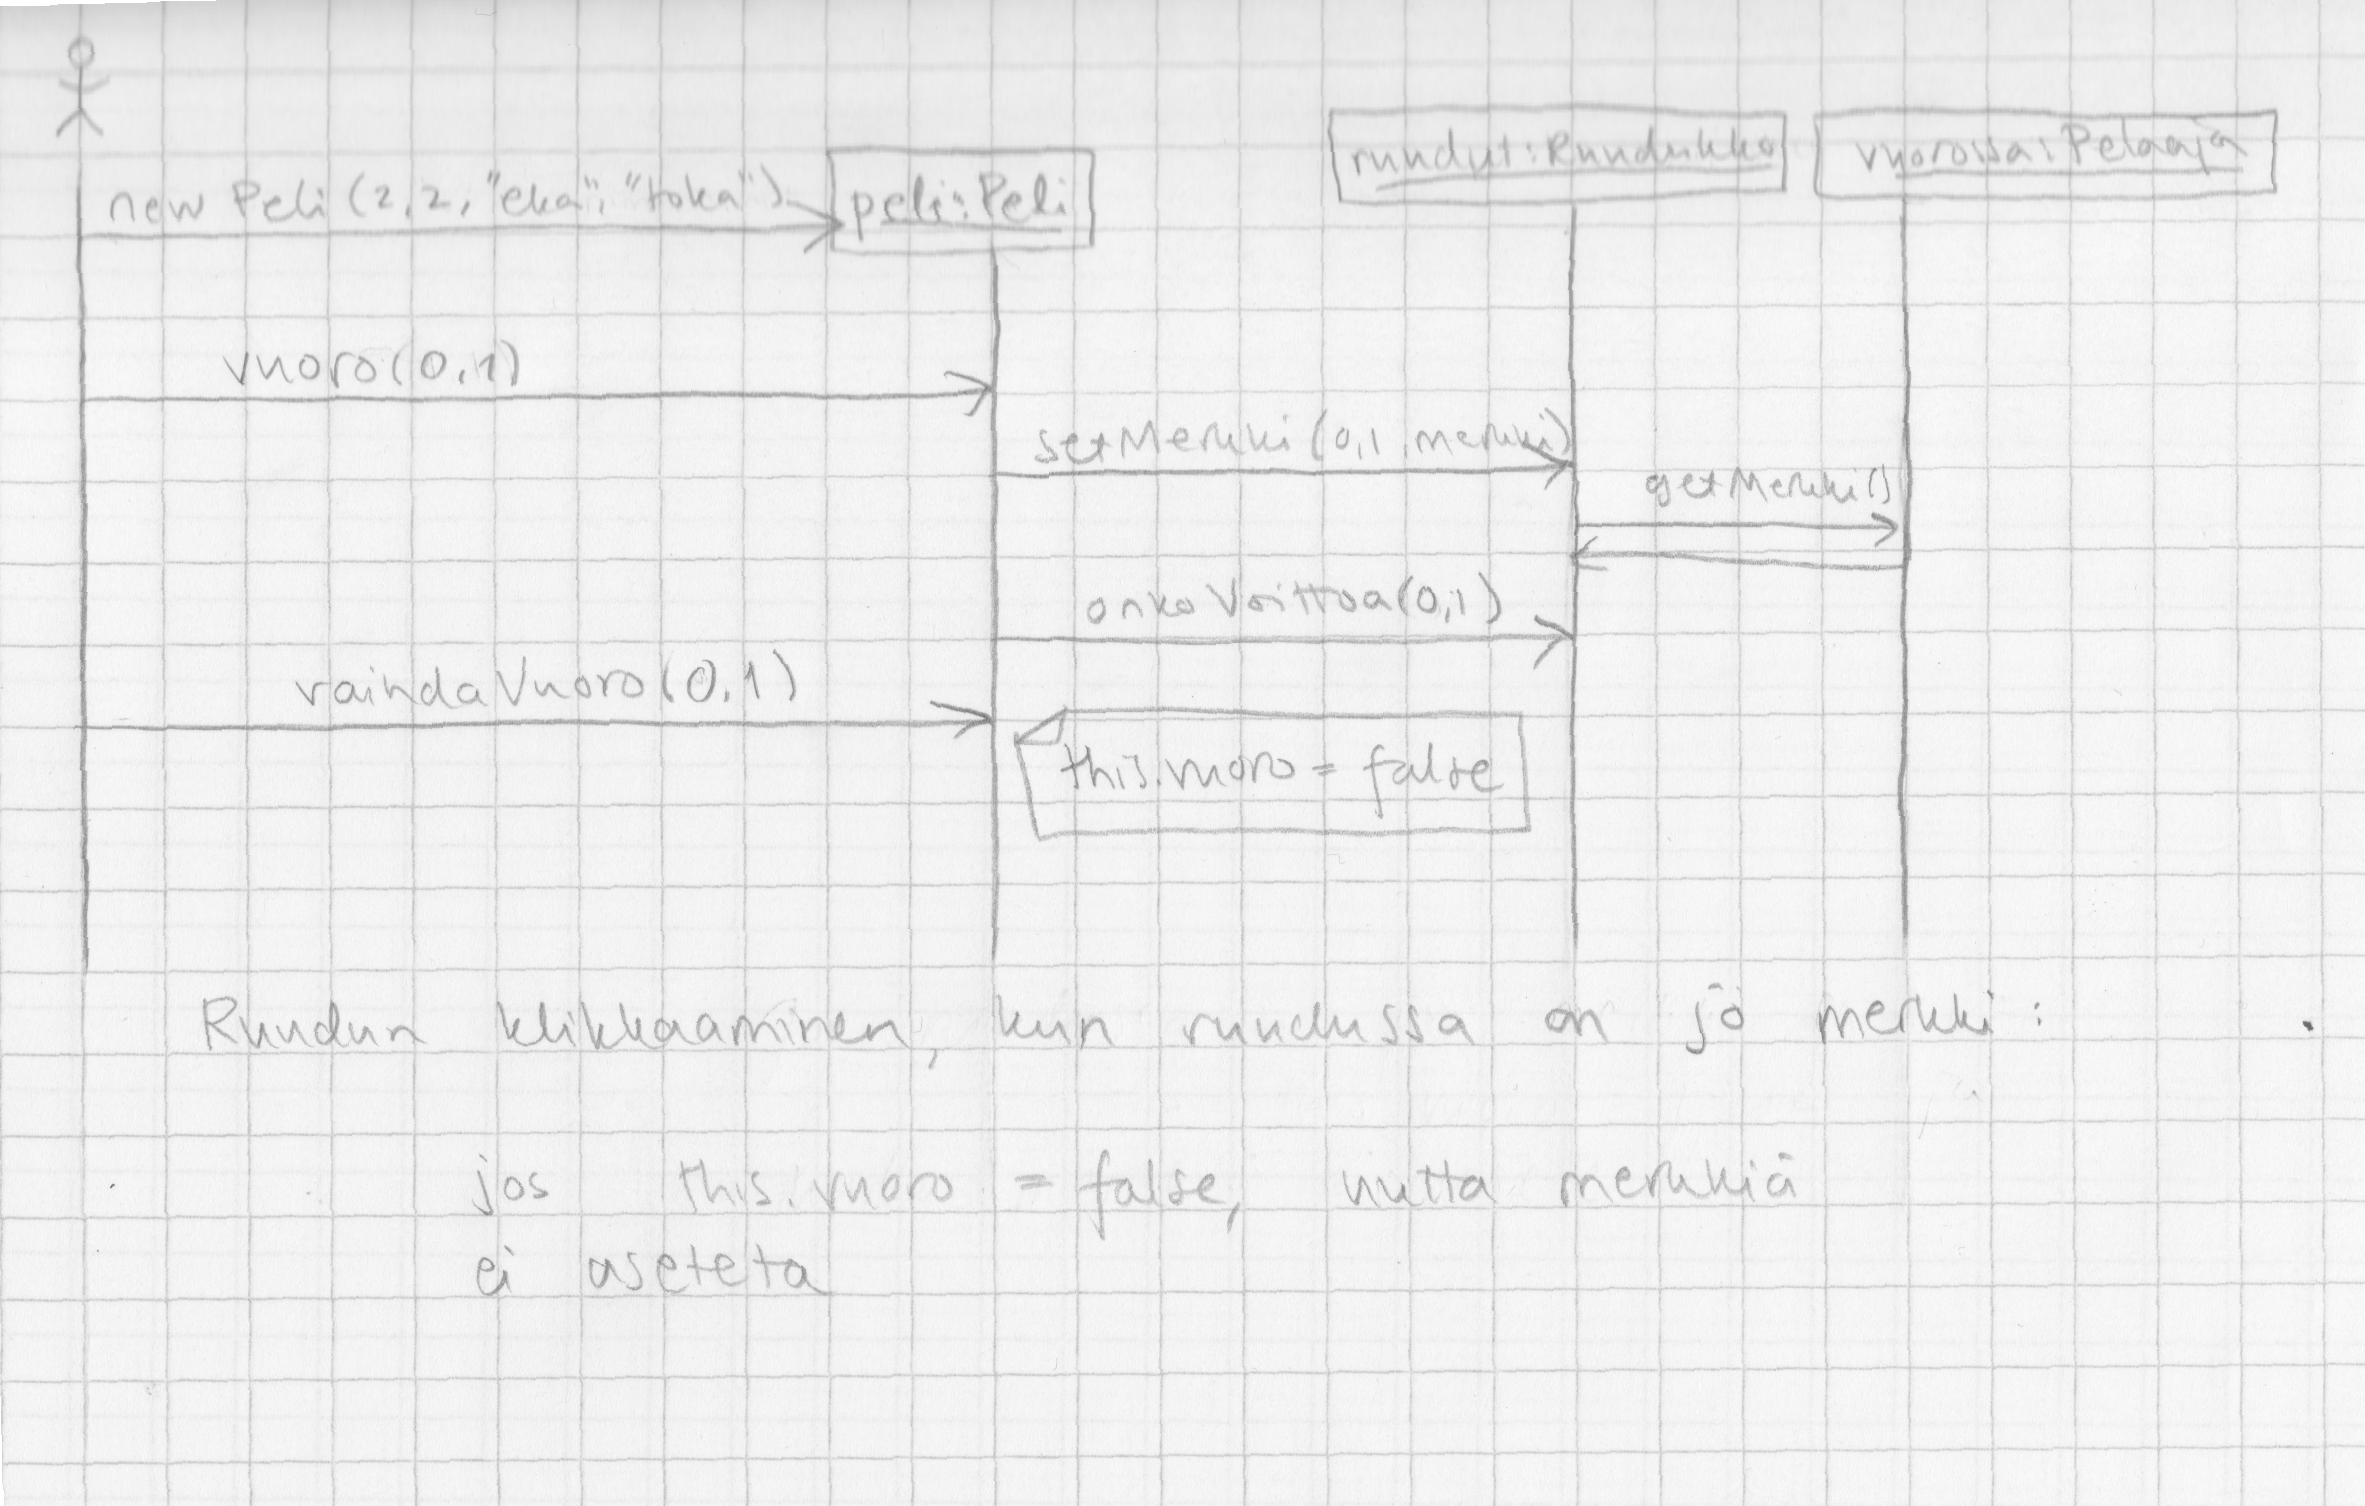 new Peli (2,2, "eka", "toka")
peli:Peli
ruudut:Ruudukko
vuorossa:Pelaaja
vuoro(0,1)
setMerkki(0,1,merkki)
getMerkki()
onkoVoittoa(0,1)
vaihdaVuoro(0,1)
this.vuoro = false
Ruudun klikkaaminen, kun ruudussa on jo merkki:
jos this.vuoro = false, uutta merkkiä
ei aseteta